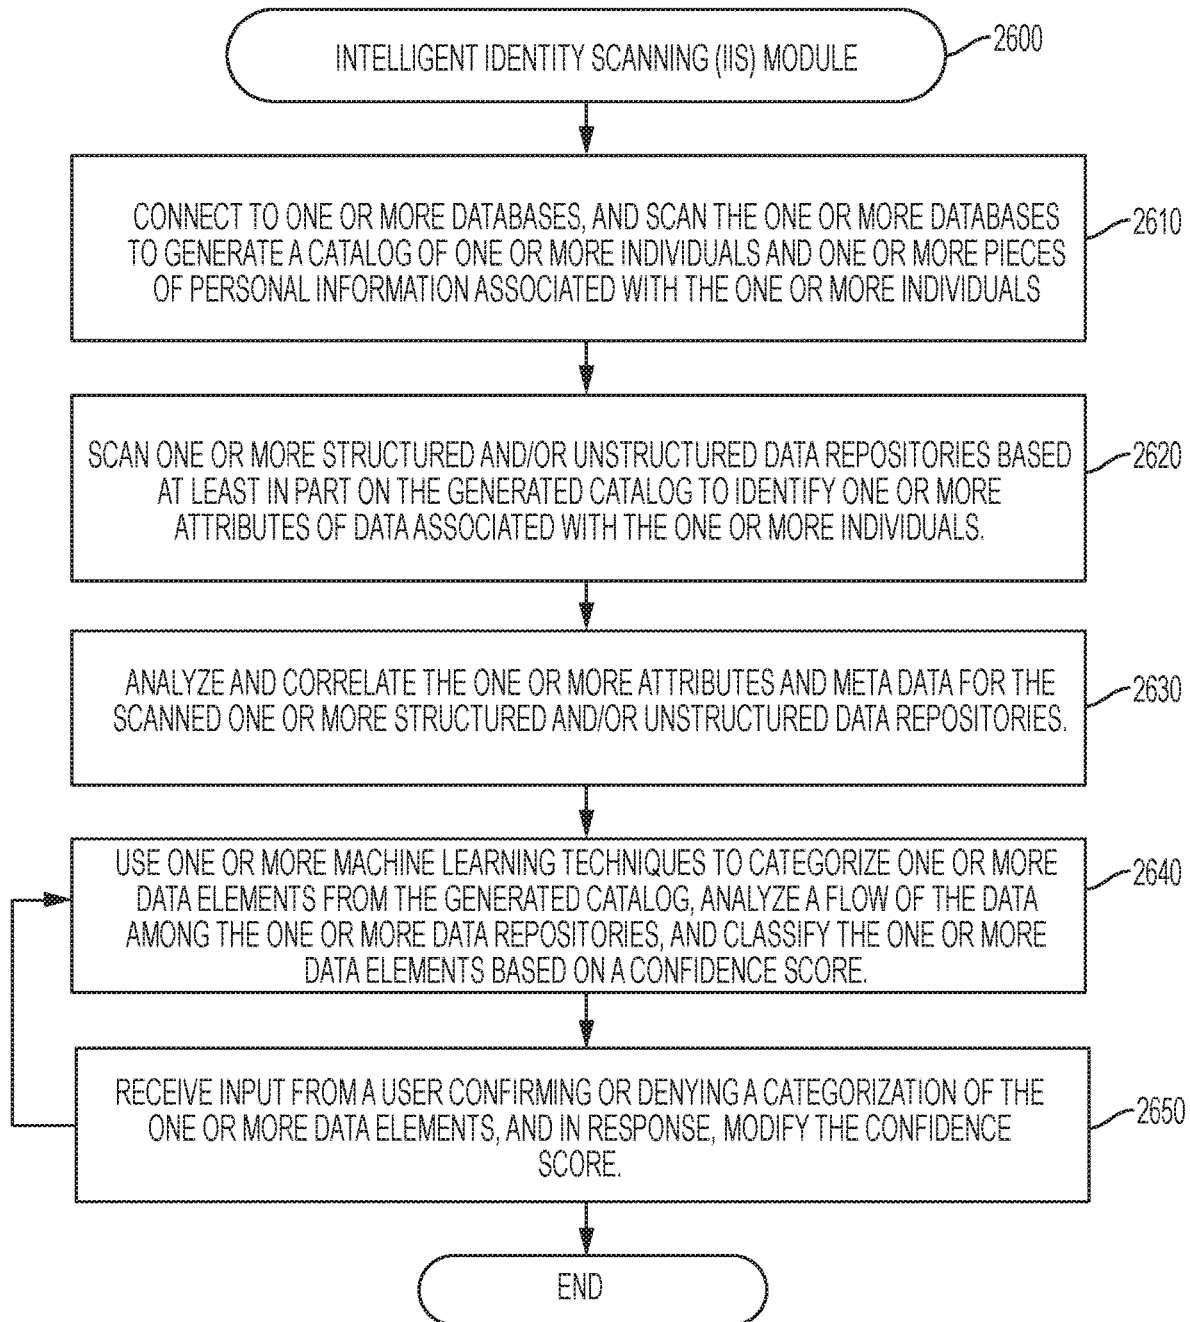 INTELLIGENT IDENTITY SCANNING (IIS) MODULE
2600
CONNECT TO ONE OR MORE DATABASES, AND SCAN THE ONE OR MORE DATABASES
TO GENERATE A CATALOG OF ONE OR MORE INDIVIDUALS AND ONE OR MORE PIECES
OF PERSONAL INFORMATION ASSOCIATED WITH THE ONE OR MORE INDIVIDUALS
2610
SCAN ONE OR MORE STRUCTURED AND/OR UNSTRUCTURED DATA REPOSITORIES BASED
AT LEAST IN PART ON THE GENERATED CATALOG TO IDENTIFY ONE OR MORE
ATTRIBUTES OF DATA ASSOCIATED WITH THE ONE OR MORE INDIVIDUALS.
2620
ANALYZE AND CORRELATE THE ONE OR MORE ATTRIBUTES AND META DATA FOR THE
SCANNED ONE OR MORE STRUCTURED AND/OR UNSTRUCTURED DATA REPOSITORIES.
2630
USE ONE OR MORE MACHINE LEARNING TECHNIQUES TO CATEGORIZE ONE OR MORE
DATA ELEMENTS FROM THE GENERATED CATALOG, ANALYZE A FLOW OF THE DATA
AMONG THE ONE OR MORE DATA REPOSITORIES, AND CLASSIFY THE ONE OR MORE
DATA ELEMENTS BASED ON A CONFIDENCE SCORE.
2640
RECEIVE INPUT FROM A USER CONFIRMING OR DENYING A CATEGORIZATION OF THE
ONE OR MORE DATA ELEMENTS, AND IN RESPONSE, MODIFY THE CONFIDENCE
SCORE.
2650
END